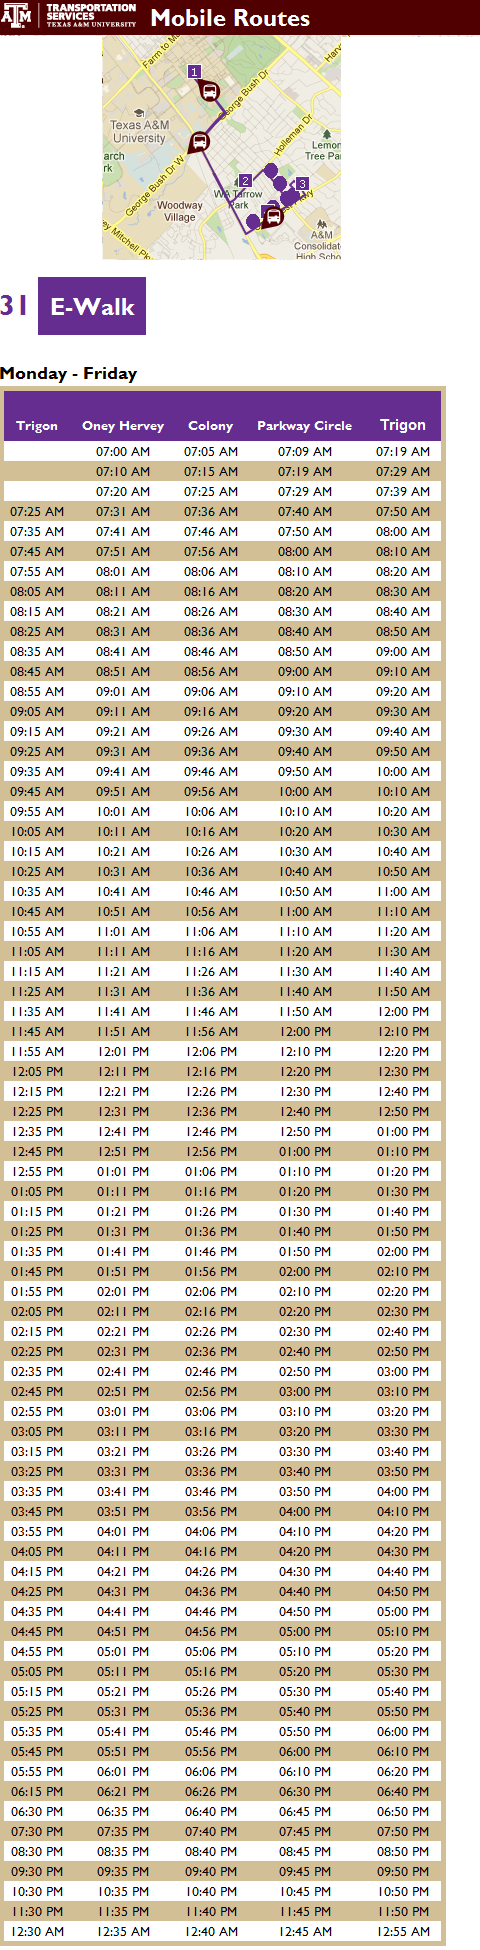 TRANSPORTATION
SERVICES
TEXAS A&M UNIVERSITY
Mobile Routes
Farm to M
Harv
George Bush Dr
Texas A&M
University
Holleman Dr
Lemon
Tree Par
arch
rk
George Bush Dr W
W A Tarrow
Park
Woodway
Village
A&M
Consolidate
High Scho
ey Mitchell Pk
1
2
3
31 E-Walk
Monday - Friday
Trigon Oney Hervey Colony Parkway Circle Trigon
07:00 AM 07:05 AM 07:09 AM 07:19 AM
07:10 AM 07:15 AM 07:19 AM 07:29 AM
07:20 AM 07:25 AM 07:29 AM 07:39 AM
07:25 AM 07:31 AM 07:36 AM 07:40 AM 07:50 AM
07:35 AM 07:41 AM 07:46 AM 07:50 AM 08:00 AM
07:45 AM 07:51 AM 07:56 AM 08:00 AM 08:10 AM
07:55 AM 08:01 AM 08:06 AM 08:10 AM 08:20 AM
08:05 AM 08:11 AM 08:16 AM 08:20 AM 08:30 AM
08:15 AM 08:21 AM 08:26 AM 08:30 AM 08:40 AM
08:25 AM 08:31 AM 08:36 AM 08:40 AM 08:50 AM
08:35 AM 08:41 AM 08:46 AM 08:50 AM 09:00 AM
08:45 AM 08:51 AM 08:56 AM 09:00 AM 09:10 AM
08:55 AM 09:01 AM 09:06 AM 09:10 AM 09:20 AM
09:05 AM 09:11 AM 09:16 AM 09:20 AM 09:30 AM
09:15 AM 09:21 AM 09:26 AM 09:30 AM 09:40 AM
09:25 AM 09:31 AM 09:36 AM 09:40 AM 09:50 AM
09:35 AM 09:41 AM 09:46 AM 09:50 AM 10:00 AM
09:45 AM 09:51 AM 09:56 AM 10:00 AM 10:10 AM
09:55 AM 10:01 AM 10:06 AM 10:10 AM 10:20 AM
10:05 AM 10:11 AM 10:16 AM 10:20 AM 10:30 AM
10:15 AM 10:21 AM 10:26 AM 10:30 AM 10:40 AM
10:25 AM 10:31 AM 10:36 AM 10:40 AM 10:50 AM
10:35 AM 10:41 AM 10:46 AM 10:50 AM 11:00 AM
10:45 AM 10:51 AM 10:56 AM 11:00 AM 11:10 AM
10:55 AM 11:01 AM 11:06 AM 11:10 AM 11:20 AM
11:05 AM 11:11 AM 11:16 AM 11:20 AM 11:30 AM
11:15 AM 11:21 AM 11:26 AM 11:30 AM 11:40 AM
11:25 AM 11:31 AM 11:36 AM 11:40 AM 11:50 AM
11:35 AM 11:41 AM 11:46 AM 11:50 AM 12:00 PM
11:45 AM 11:51 AM 11:56 AM 12:00 PM 12:10 PM
11:55 AM 12:01 PM 12:06 PM 12:10 PM 12:20 PM
12:05 PM 12:11 PM 12:16 PM 12:20 PM 12:30 PM
12:15 PM 12:21 PM 12:26 PM 12:30 PM 12:40 PM
12:25 PM 12:31 PM 12:36 PM 12:40 PM 12:50 PM
12:35 PM 12:41 PM 12:46 PM 12:50 PM 01:00 PM
12:45 PM 12:51 PM 12:56 PM 01:00 PM 01:10 PM
12:55 PM 01:01 PM 01:06 PM 01:10 PM 01:20 PM
01:05 PM 01:11 PM 01:16 PM 01:20 PM 01:30 PM
01:15 PM 01:21 PM 01:26 PM 01:30 PM 01:40 PM
01:25 PM 01:31 PM 01:36 PM 01:40 PM 01:50 PM
01:35 PM 01:41 PM 01:46 PM 01:50 PM 02:00 PM
01:45 PM 01:51 PM 01:56 PM 02:00 PM 02:10 PM
01:55 PM 02:01 PM 02:06 PM 02:10 PM 02:20 PM
02:05 PM 02:11 PM 02:16 PM 02:20 PM 02:30 PM
02:15 PM 02:21 PM 02:26 PM 02:30 PM 02:40 PM
02:25 PM 02:31 PM 02:36 PM 02:40 PM 02:50 PM
02:35 PM 02:41 PM 02:46 PM 02:50 PM 03:00 PM
02:45 PM 02:51 PM 02:56 PM 03:00 PM 03:10 PM
02:55 PM 03:01 PM 03:06 PM 03:10 PM 03:20 PM
03:05 PM 03:11 PM 03:16 PM 03:20 PM 03:30 PM
03:15 PM 03:21 PM 03:26 PM 03:30 PM 03:40 PM
03:25 PM 03:31 PM 03:36 PM 03:40 PM 03:50 PM
03:35 PM 03:41 PM 03:46 PM 03:50 PM 04:00 PM
03:45 PM 03:51 PM 03:56 PM 04:00 PM 04:10 PM
03:55 PM 04:01 PM 04:06 PM 04:10 PM 04:20 PM
04:05 PM 04:11 PM 04:16 PM 04:20 PM 04:30 PM
04:15 PM 04:21 PM 04:26 PM 04:30 PM 04:40 PM
04:25 PM 04:31 PM 04:36 PM 04:40 PM 04:50 PM
04:35 PM 04:41 PM 04:46 PM 04:50 PM 05:00 PM
04:45 PM 04:51 PM 04:56 PM 05:00 PM 05:10 PM
04:55 PM 05:01 PM 05:06 PM 05:10 PM 05:20 PM
05:05 PM 05:11 PM 05:16 PM 05:20 PM 05:30 PM
05:15 PM 05:21 PM 05:26 PM 05:30 PM 05:40 PM
05:25 PM 05:31 PM 05:36 PM 05:40 PM 05:50 PM
05:35 PM 05:41 PM 05:46 PM 05:50 PM 06:00 PM
05:45 PM 05:51 PM 05:56 PM 06:00 PM 06:10 PM
05:55 PM 06:01 PM 06:06 PM 06:10 PM 06:20 PM
06:15 PM 06:21 PM 06:26 PM 06:30 PM 06:40 PM
06:30 PM 06:35 PM 06:40 PM 06:45 PM 06:50 PM
07:30 PM 07:35 PM 07:40 PM 07:45 PM 07:50 PM
08:30 PM 08:35 PM 08:40 PM 08:45 PM 08:50 PM
09:30 PM 09:35 PM 09:40 PM 09:45 PM 09:50 PM
10:30 PM 10:35 PM 10:40 PM 10:45 PM 10:50 PM
11:30 PM 11:35 PM 11:40 PM 11:45 PM 11:50 PM
12:30 AM 12:35 AM 12:40 AM 12:45 AM 12:55 AM